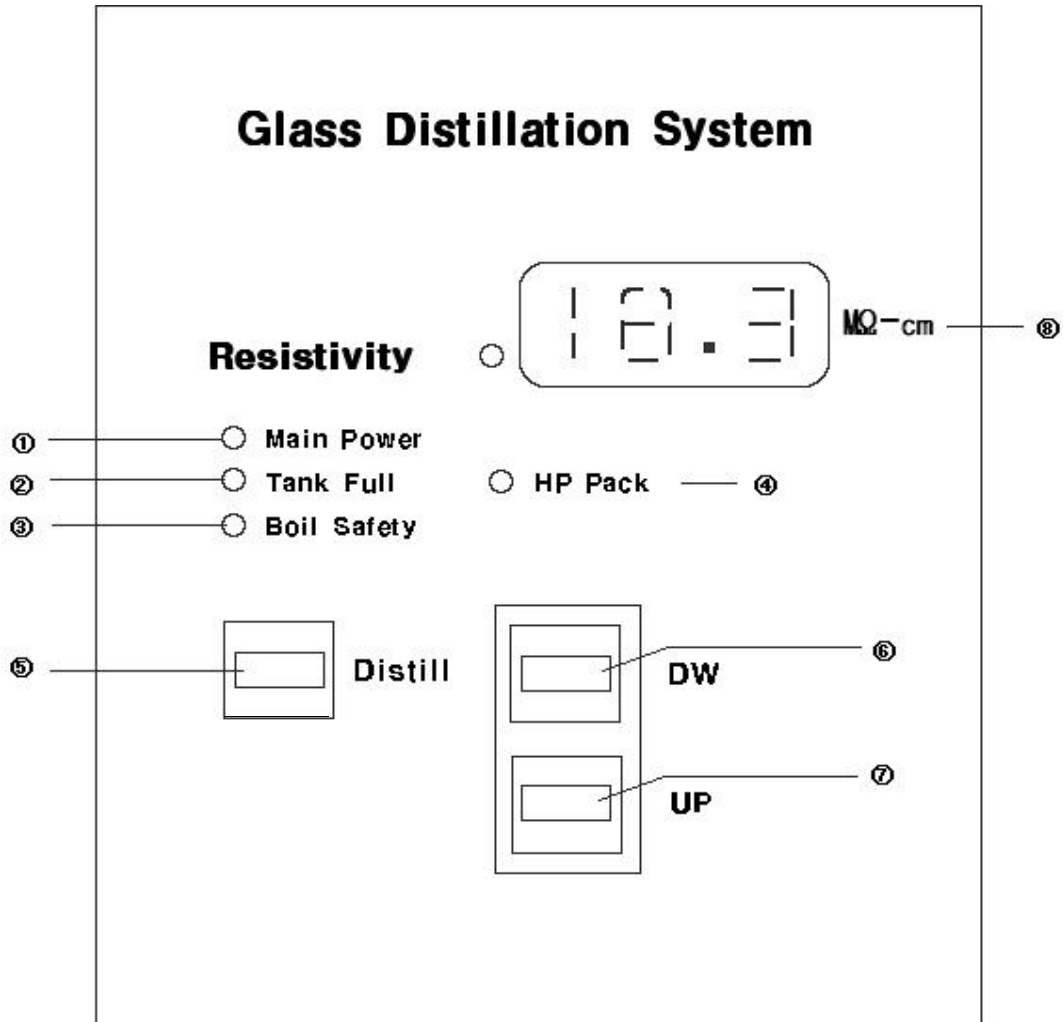 Glass Distillation System
18.3 MΩ-cm ⑧
Resistivity
① Main Power
② Tank Full HP Pack ④
③ Boil Safety
⑤ Distill DW ⑥
UP ⑦